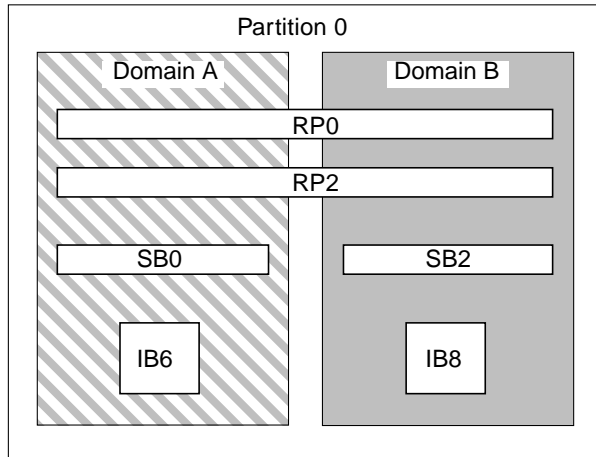 Partition 0
Domain A
Domain B
RP0
RP2
SB0
SB2
IB6
IB8